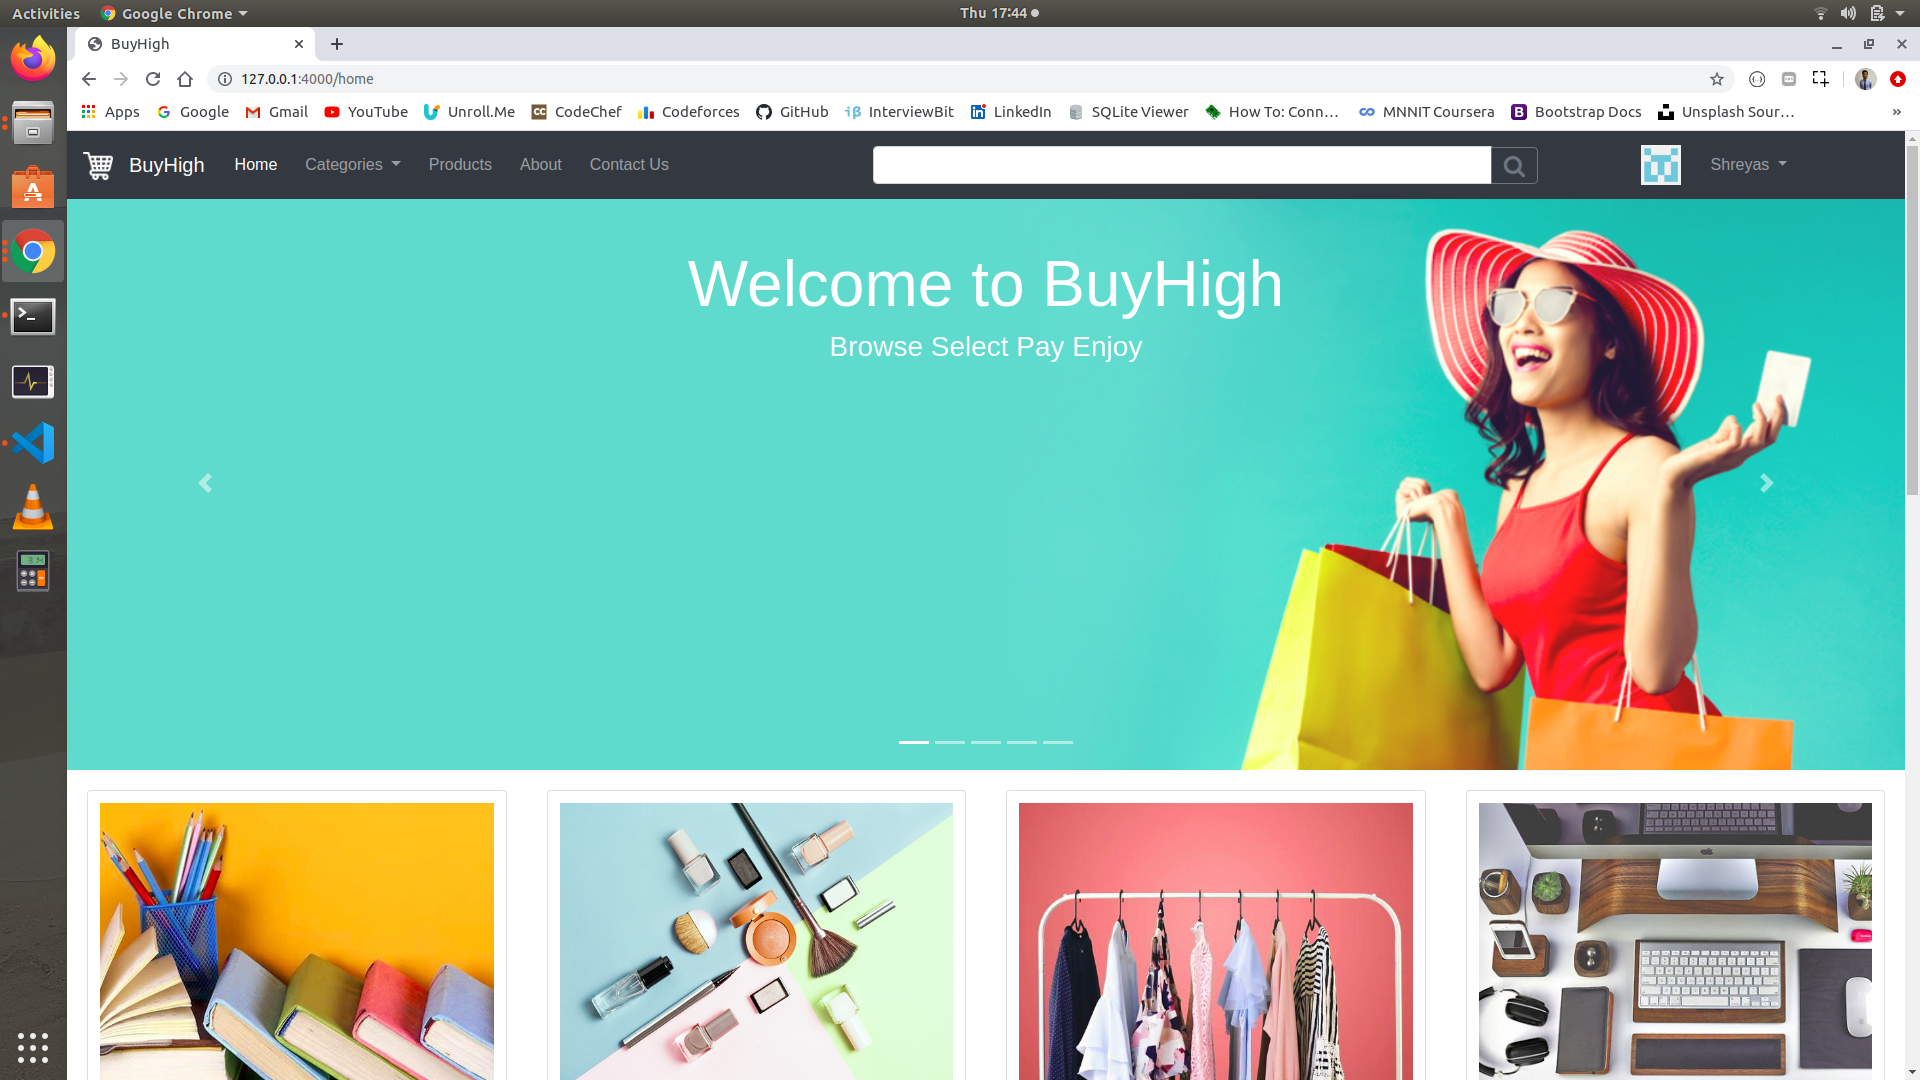 Activities
Google Chrome
Thu 17:44
BuyHigh
127.0.0.1:4000/home
Apps
Google
Gmail
YouTube
Unroll.Me
CodeChef
Codeforces
GitHub
InterviewBit
LinkedIn
SQLite Viewer
How To: Conn...
MNNIT Coursera
Bootstrap Docs
Unsplash Sour...
»
BuyHigh
Home
Categories
Products
About
Contact Us
Shreyas
Welcome to BuyHigh
Browse Select Pay Enjoy